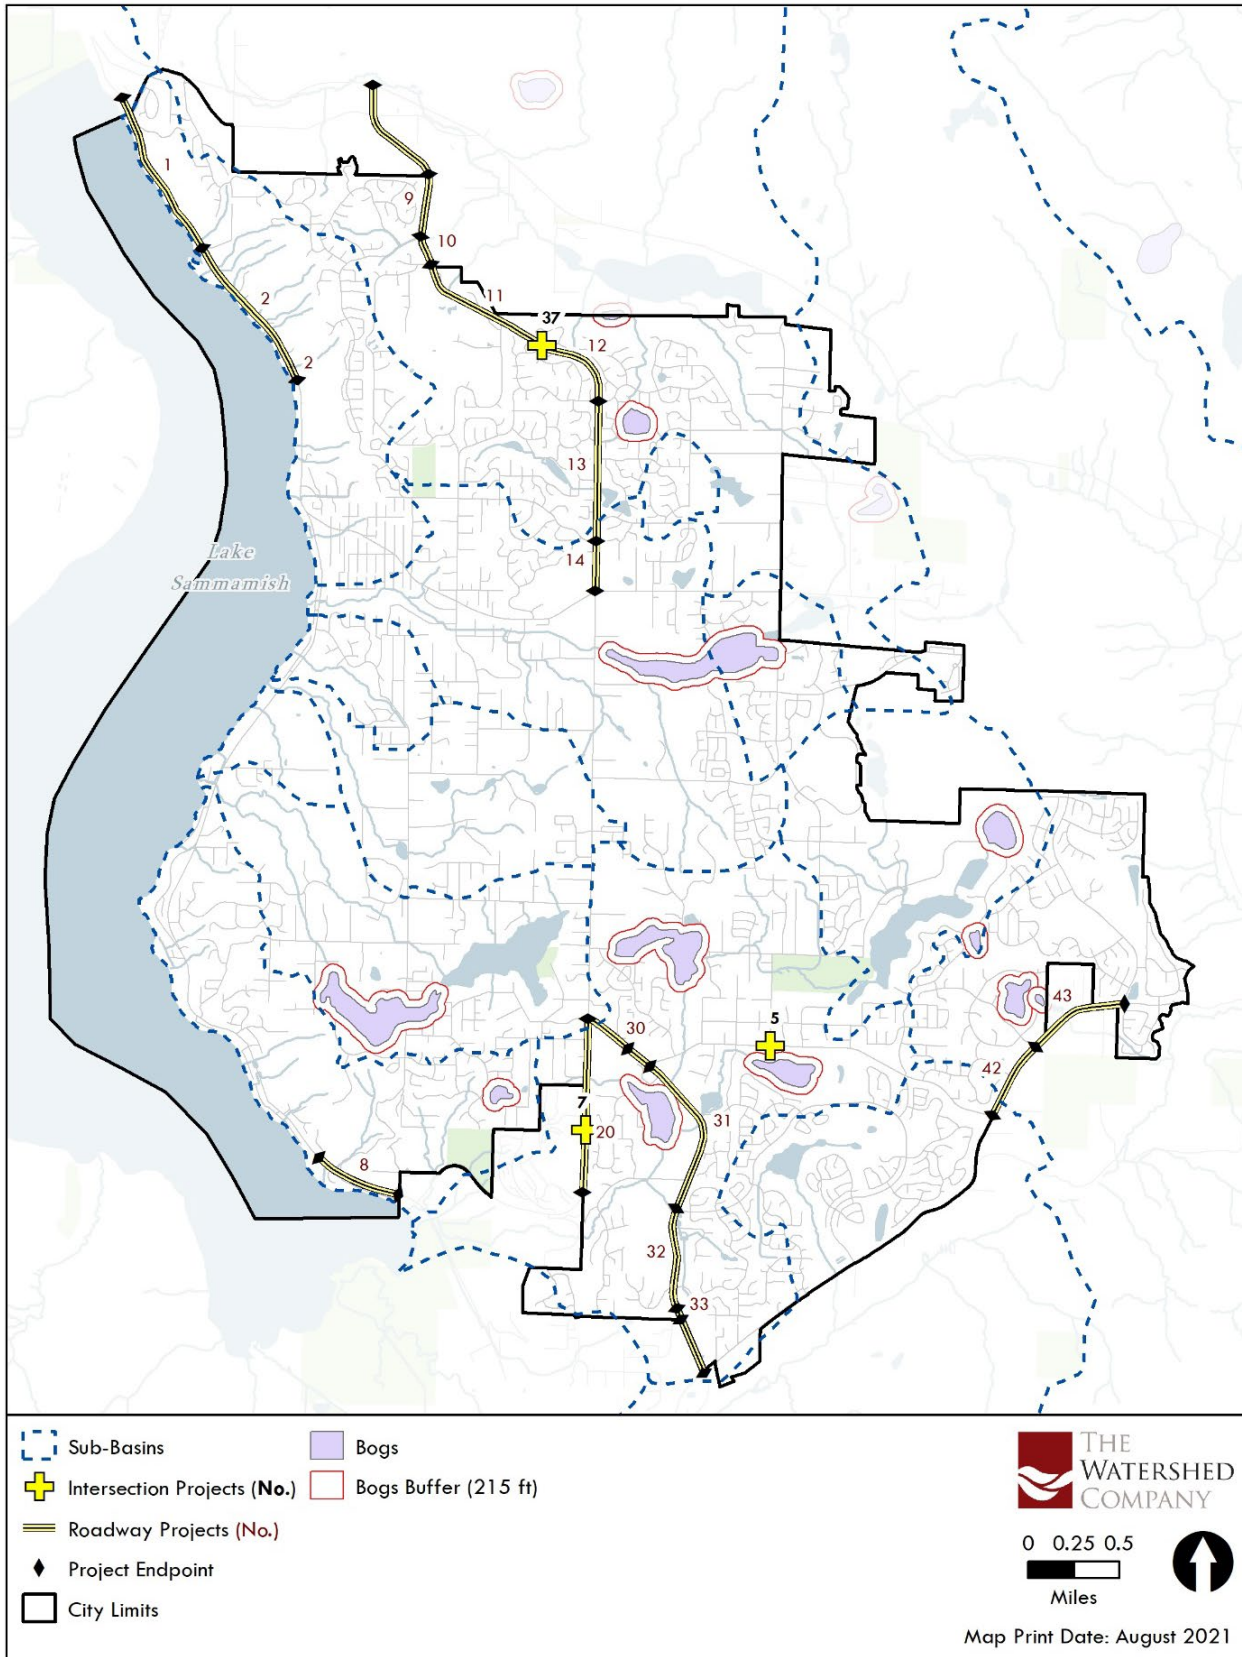 1
9
10
2
11
37
12
2
13
14
Lake
Sammamish
43
30
5
42
7
20
31
8
32
33
Sub-Basins
Intersection Projects (No.)
Roadway Projects (No.)
Project Endpoint
City Limits
Bogs
Bogs Buffer (215 ft)
THE
WATERSHED
COMPANY
0 0.25 0.5
Miles
Map Print Date: August 2021